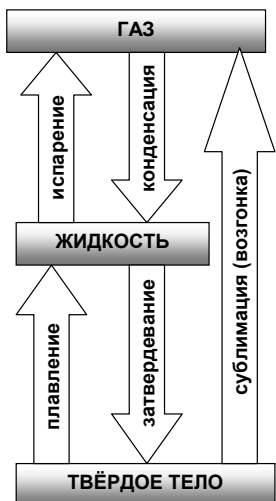 ГАЗ
испарение
конденсация
сублимация (возгонка)
ЖИДКОСТЬ
плавление
затвердевание
ТВЁРДОЕ ТЕЛО